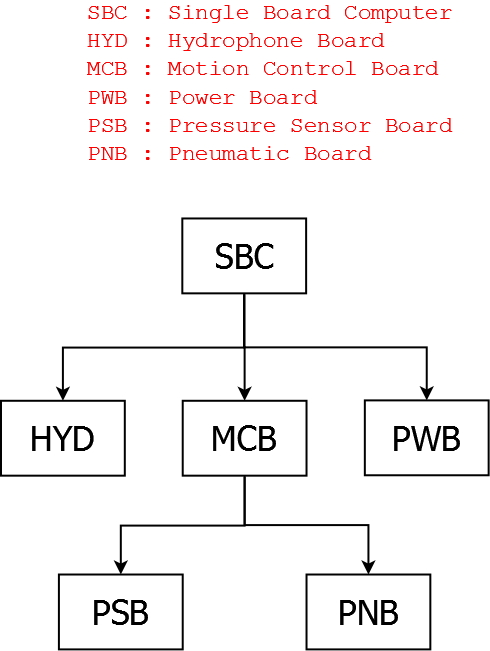 SBC : Single Board Computer
HYD : Hydrophone Board
MCB : Motion Control Board
PWB : Power Board
PSB : Pressure Sensor Board
PNB : Pneumatic Board
SBC
HYD MCB PWB
PSB PNB